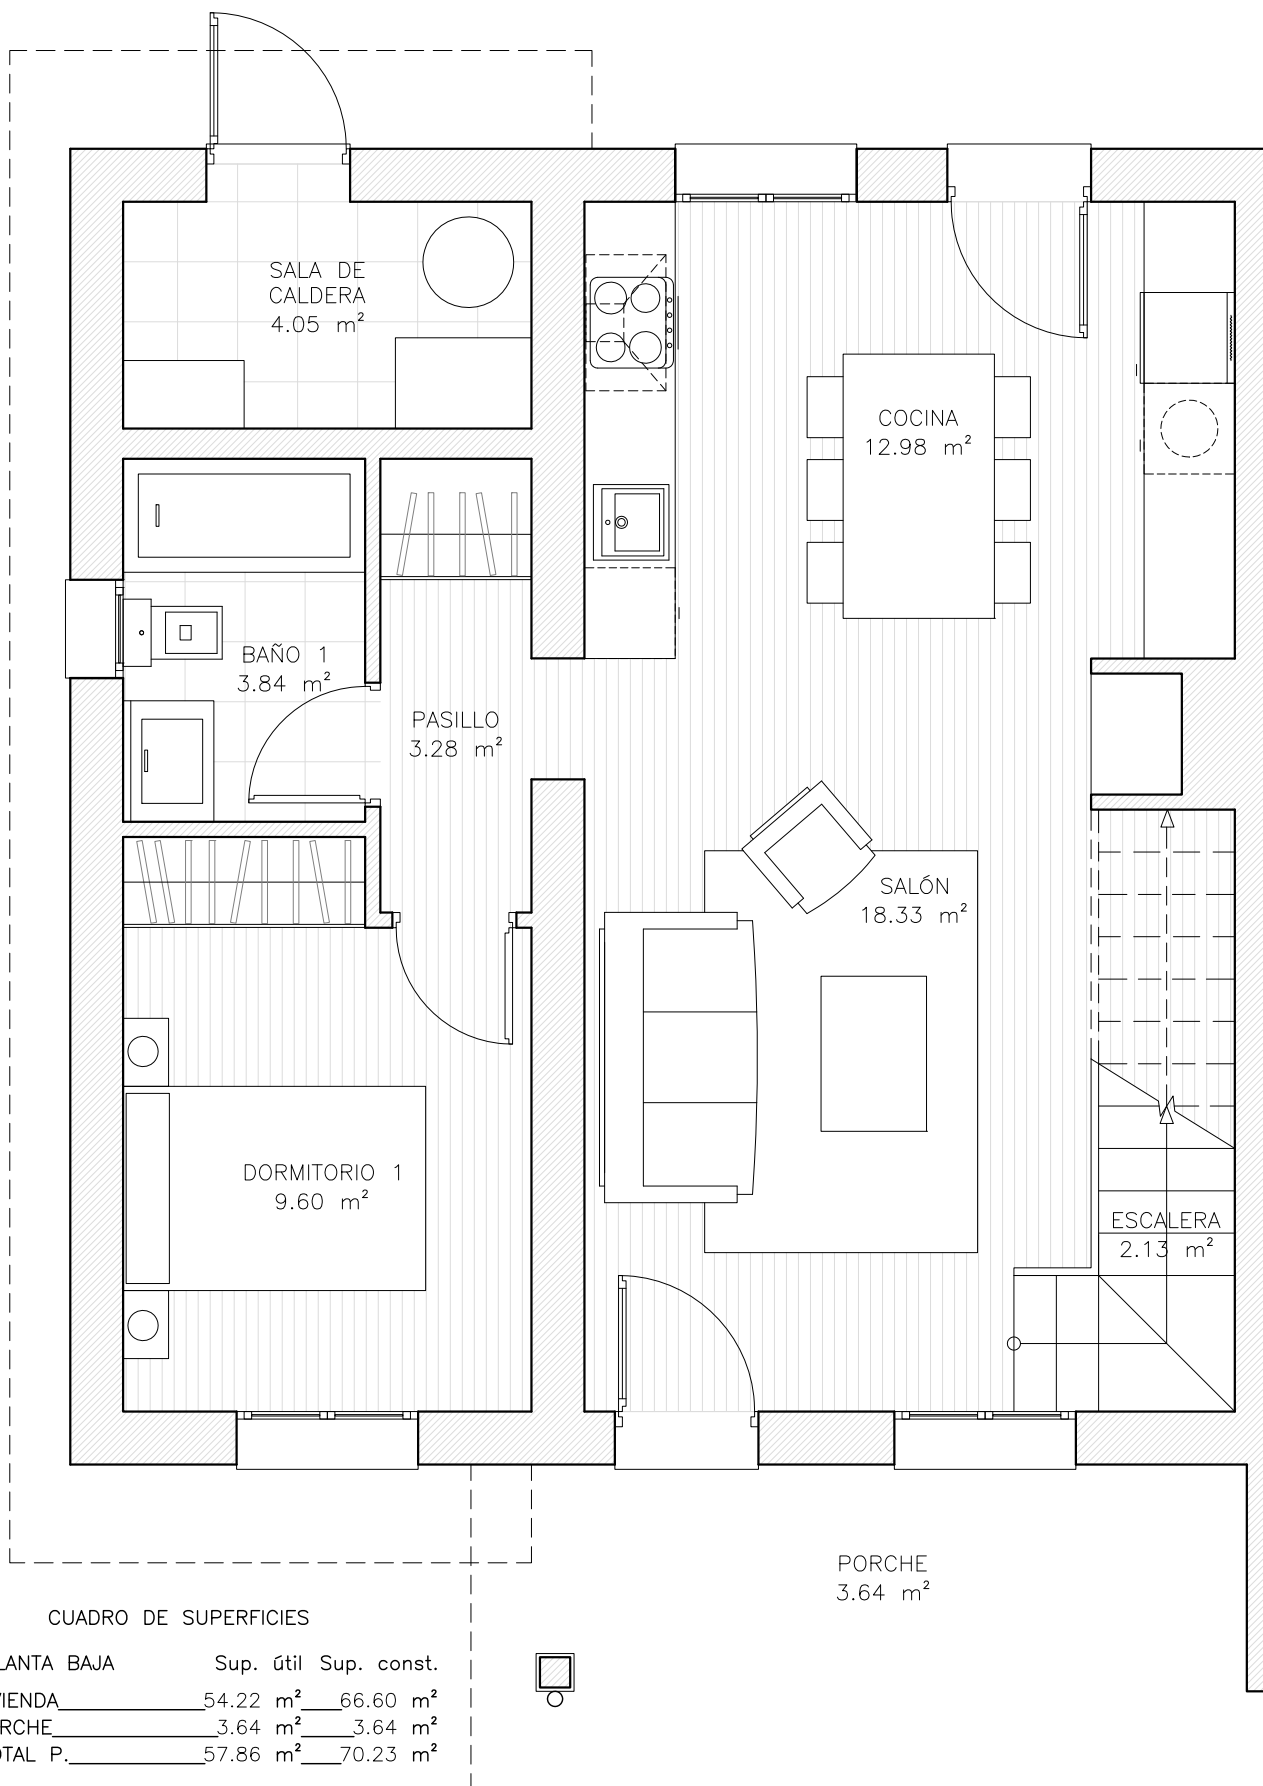 SALA DE
CALDERA
4.05 m²
COCINA
12.98 m²
BAÑO 1
3.84 m²
PASILLO
3.28 m²
SALÓN
18.33 m²
DORMITORIO 1
9.60 m²
ESCALERA
2.13 m²
PORCHE
3.64 m²
CUADRO DE SUPERFICIES
LANTA BAJA Sup. útil Sup. const.
IENDA 54.22 m² 66.60 m²
RCHE 3.64 m² 3.64 m²
OTAL P. 57.86 m² 70.23 m²